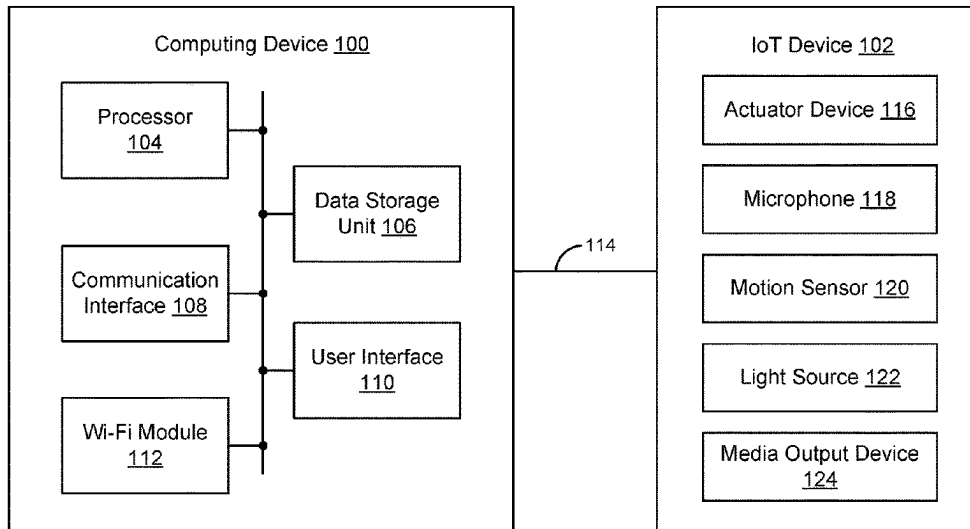 Computing Device 100
Processor
104
Data Storage
Unit 106
Communication
Interface 108
User Interface
110
Wi-Fi Module
112
114
IoT Device 102
Actuator Device 116
Microphone 118
Motion Sensor 120
Light Source 122
Media Output Device
124